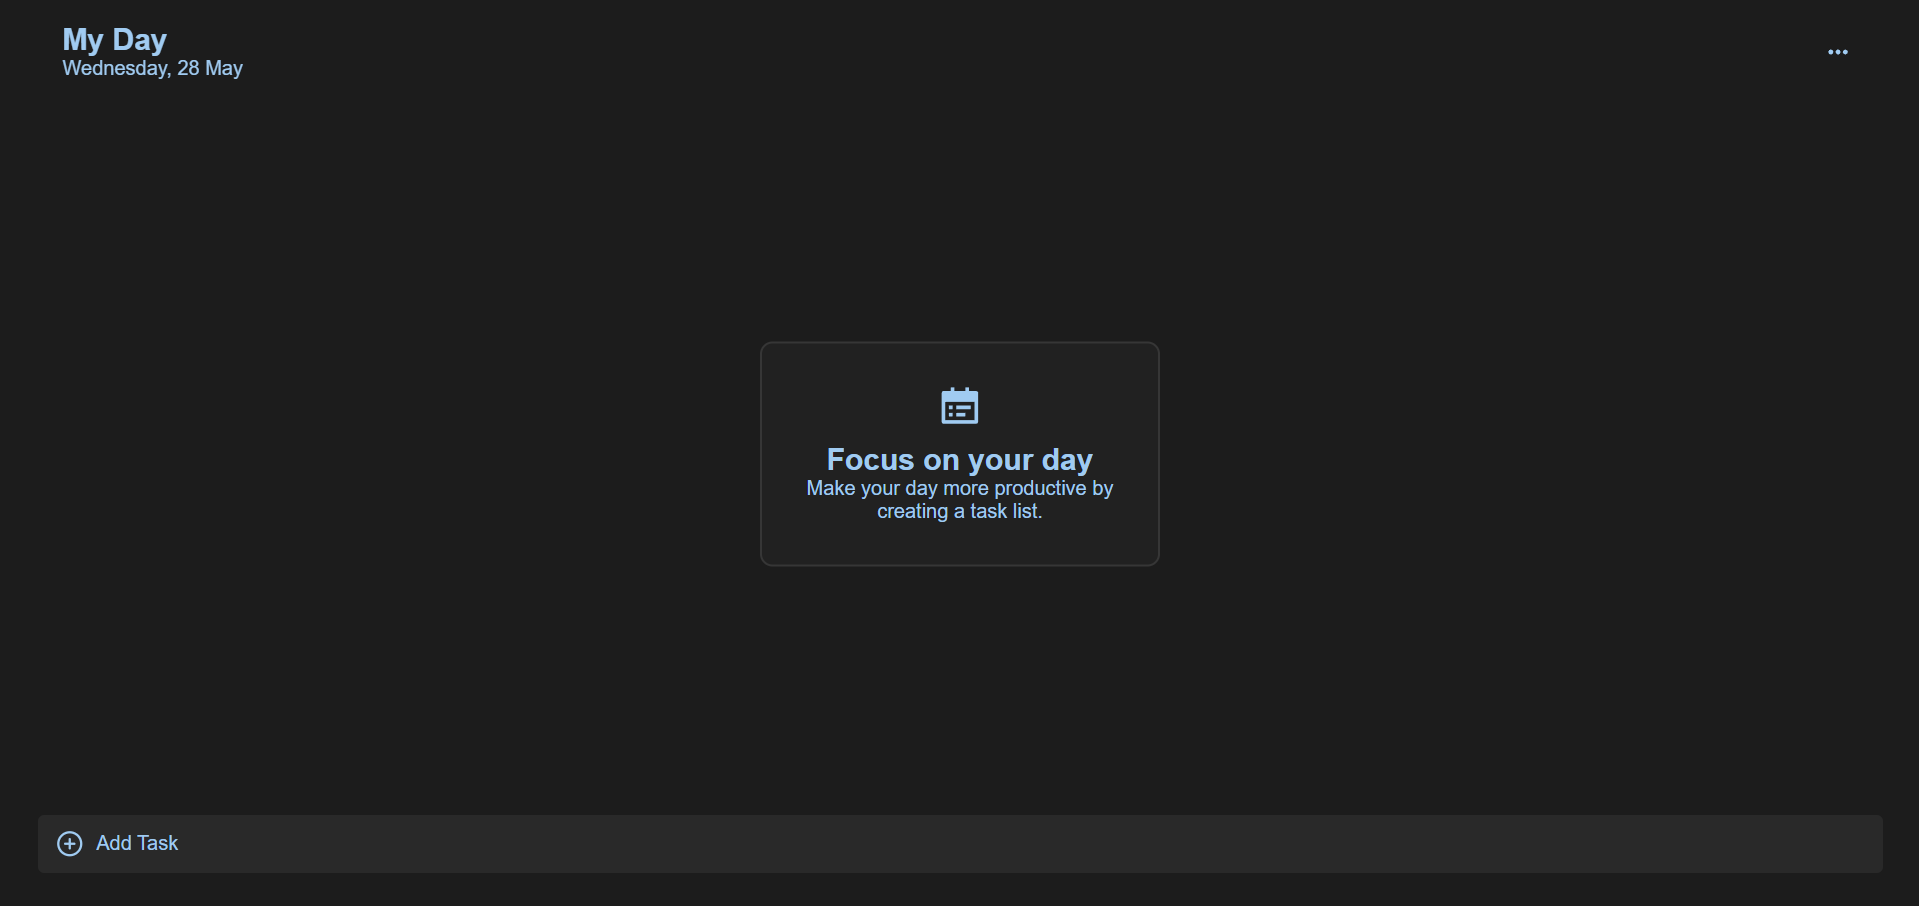 My Day
Wednesday, 28 May
Focus on your day
Make your day more productive by
creating a task list.
Add Task